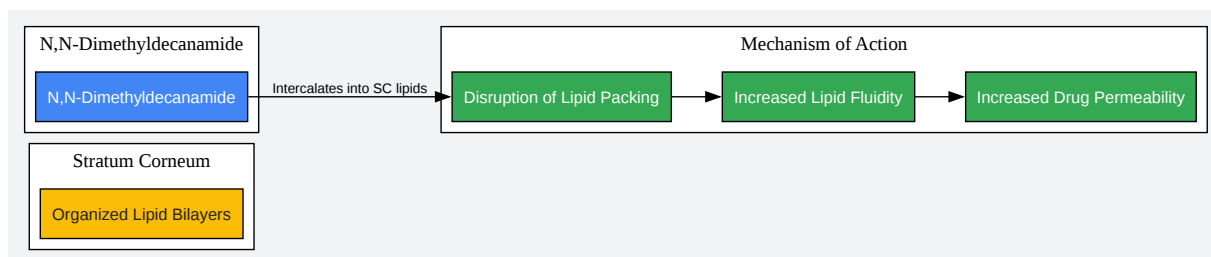 N,N-Dimethyldecanamide
N,N-Dimethyldecanamide
Intercalates into SC lipids
Mechanism of Action
Disruption of Lipid Packing
Increased Lipid Fluidity
Increased Drug Permeability
Stratum Corneum
Organized Lipid Bilayers